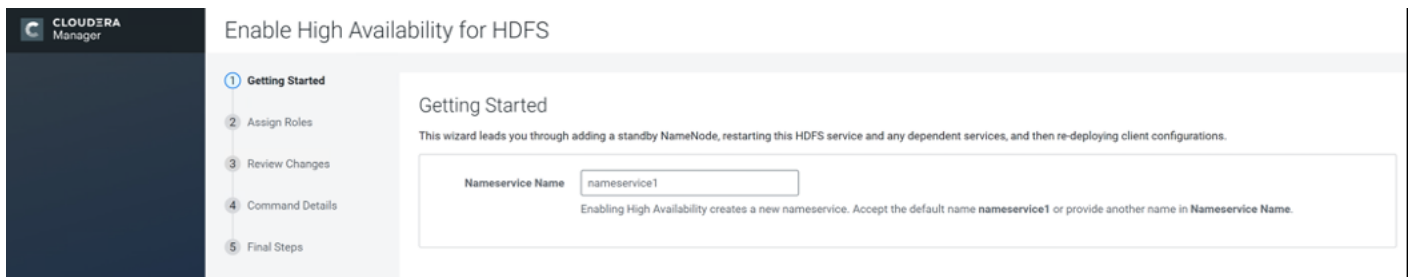 CLOUDERA
Manager
Enable High Availability for HDFS
1 Getting Started
2 Assign Roles
3 Review Changes
4 Command Details
5 Final Steps
Getting Started
This wizard leads you through adding a standby NameNode, restarting this HDFS service and any dependent services, and then re-deploying client configurations.
Nameservice Name nameservice1
Enabling High Availability creates a new nameservice. Accept the default name nameservice1 or provide another name in Nameservice Name.